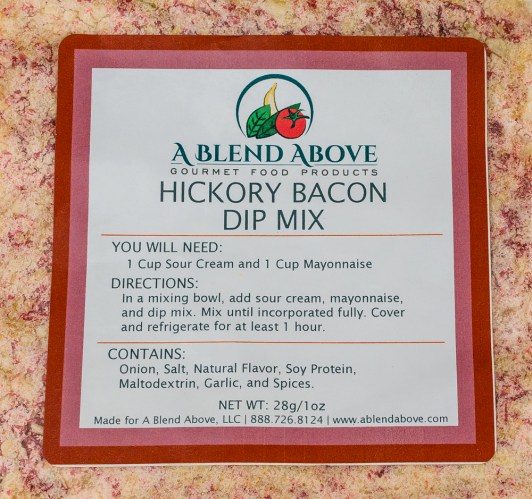 A BLEND ABOVE
GOURMET FOOD PRODUCTS
HICKORY BACON
DIP MIX
YOU WILL NEED:
1 Cup Sour Cream and 1 Cup Mayonnaise
DIRECTIONS:
In a mixing bowl, add sour cream, mayonnaise,
and dip mix. Mix until incorporated fully. Cover
and refrigerate for at least 1 hour.
CONTAINS:
Onion, Salt, Natural Flavor, Soy Protein,
Maltodextrin, Garlic, and Spices.
NET WT: 28g/1oz
Made for A Blend Above, LLC | 888.726.8124 | www.ablendabove.com